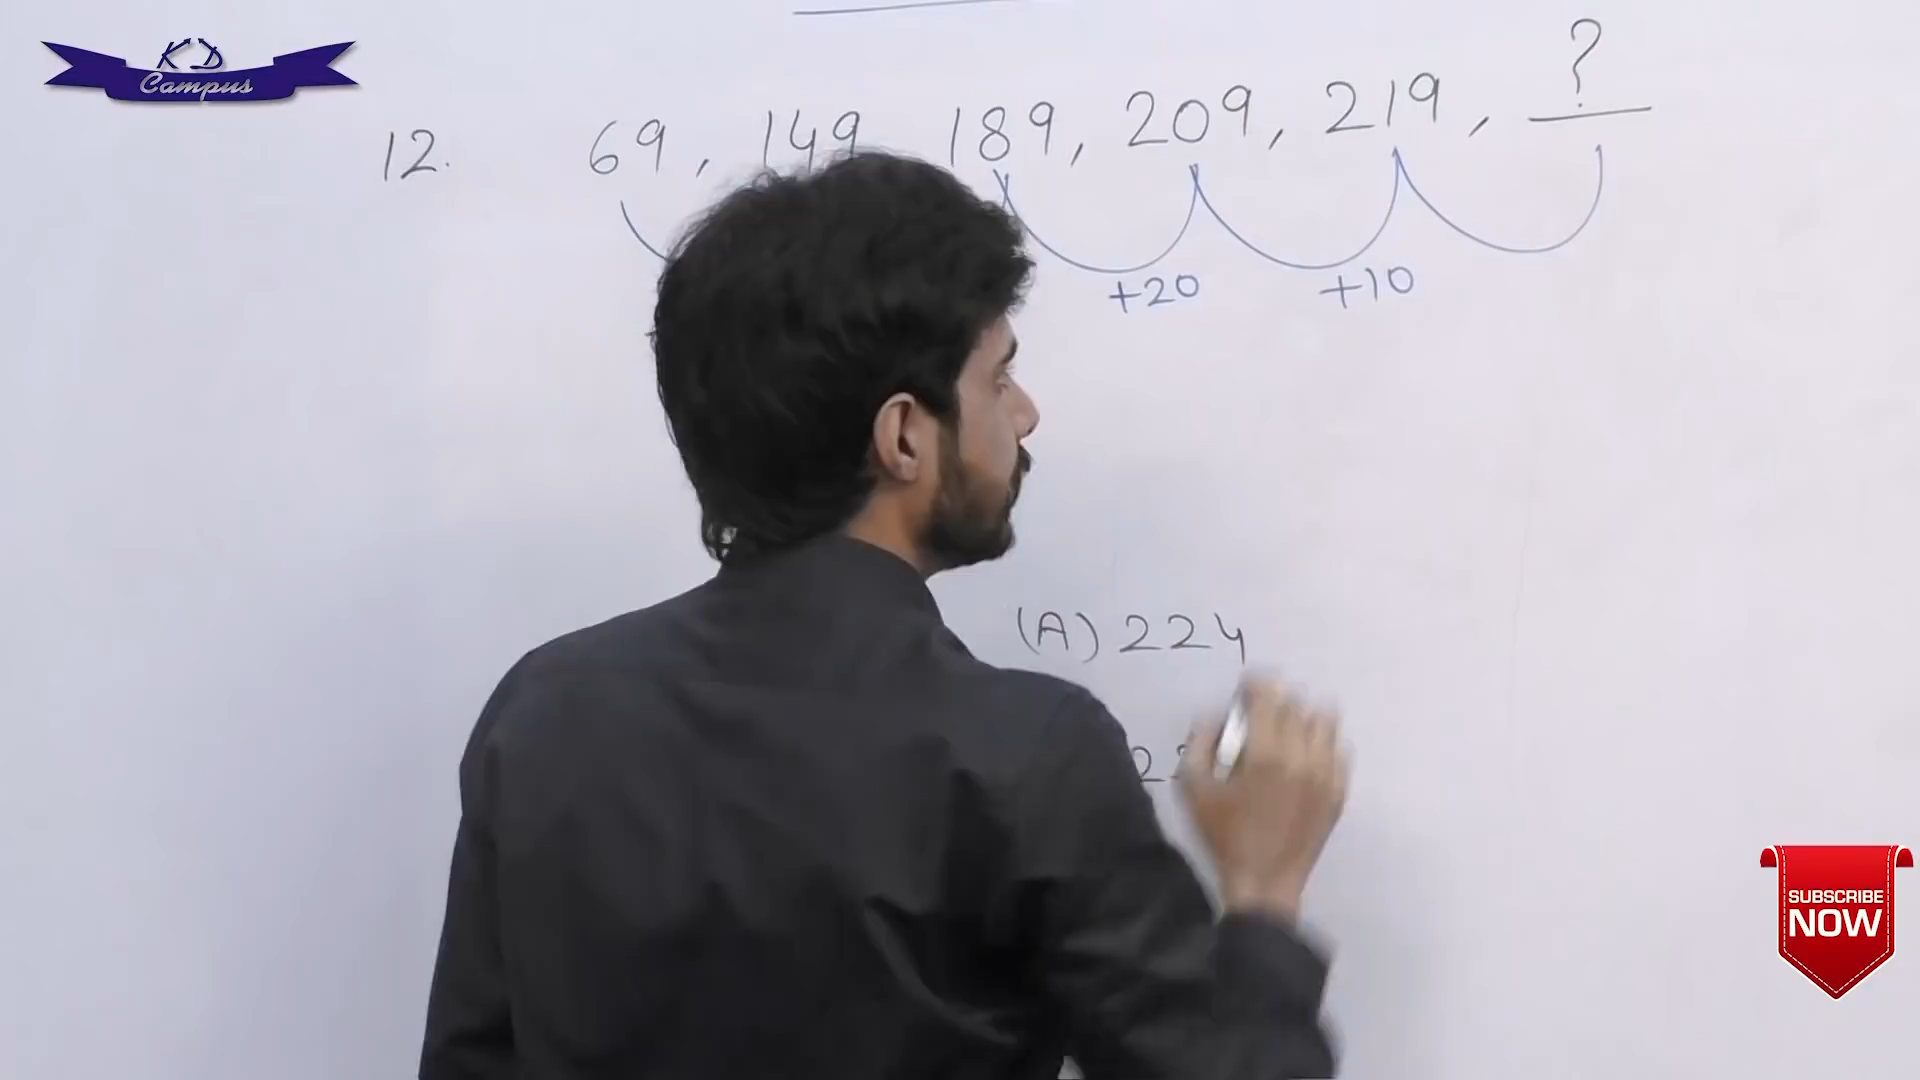 KD
Campus
12. 69, 149 189, 209, 219, ?
+20 +10
(A) 224
SUBSCRIBE
NOW